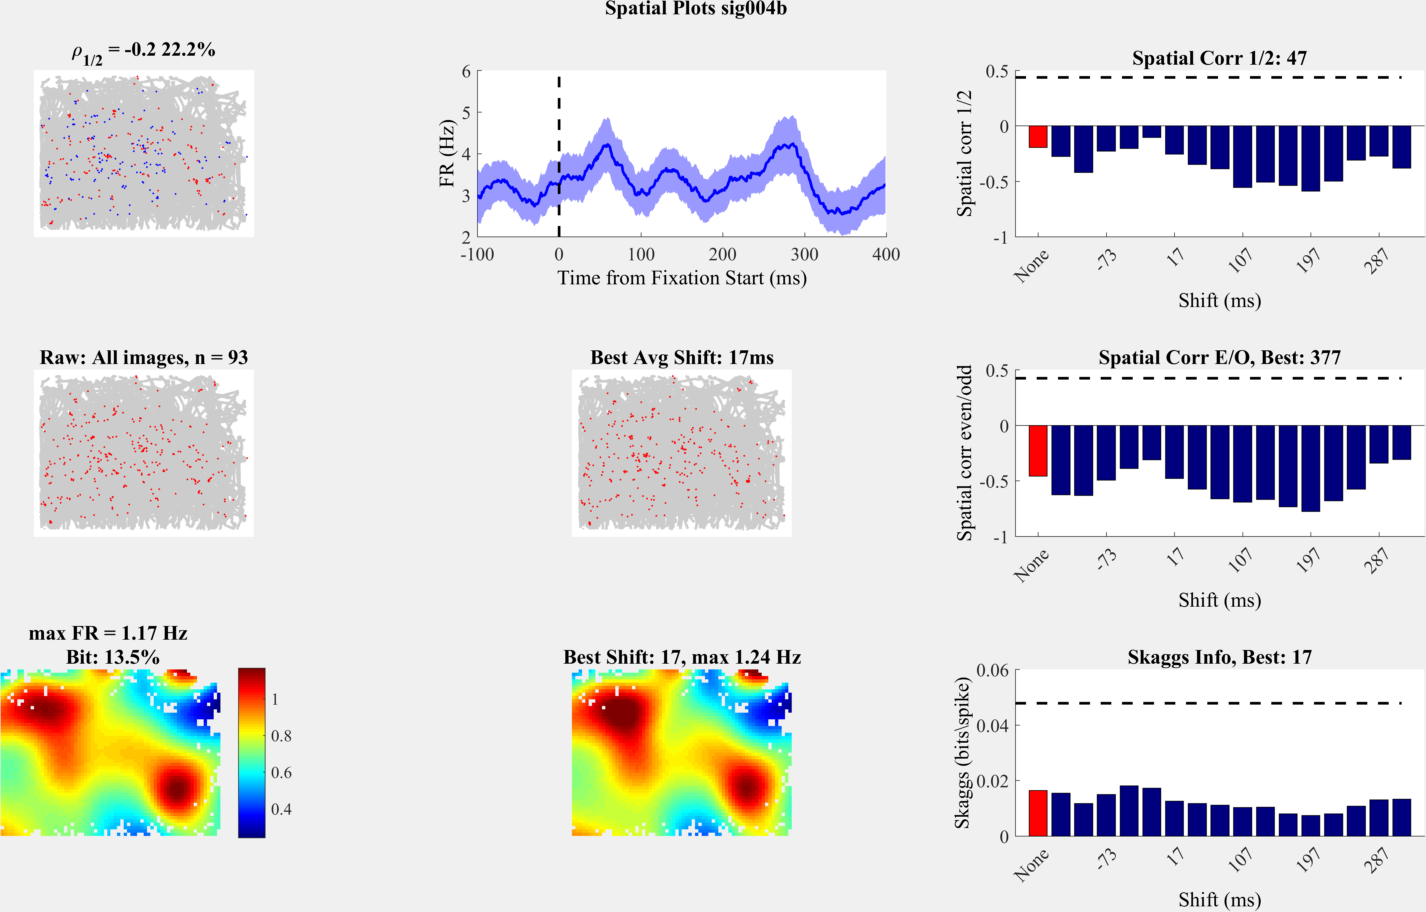 Spatial Plots sig004b
ρ1/2 = -0.2 22.2%
6
5
4
3
2
FR (Hz)
-100
0
100
200
300
400
Time from Fixation Start (ms)
Spatial Corr 1/2: 47
0.5
0
-0.5
-1
Spatial corr 1/2
None
-73
17
107
197
287
Shift (ms)
Raw: All images, n = 93
Best Avg Shift: 17ms
Spatial Corr E/O, Best: 377
0.5
0
-0.5
-1
Spatial corr even/odd
None
-73
17
107
197
287
Shift (ms)
max FR = 1.17 Hz
Bit: 13.5%
1
0.8
0.6
0.4
Best Shift: 17, max 1.24 Hz
Skaggs Info, Best: 17
0.06
0.04
0.02
0
Skaggs (bits\spike)
None
-73
17
107
197
287
Shift (ms)